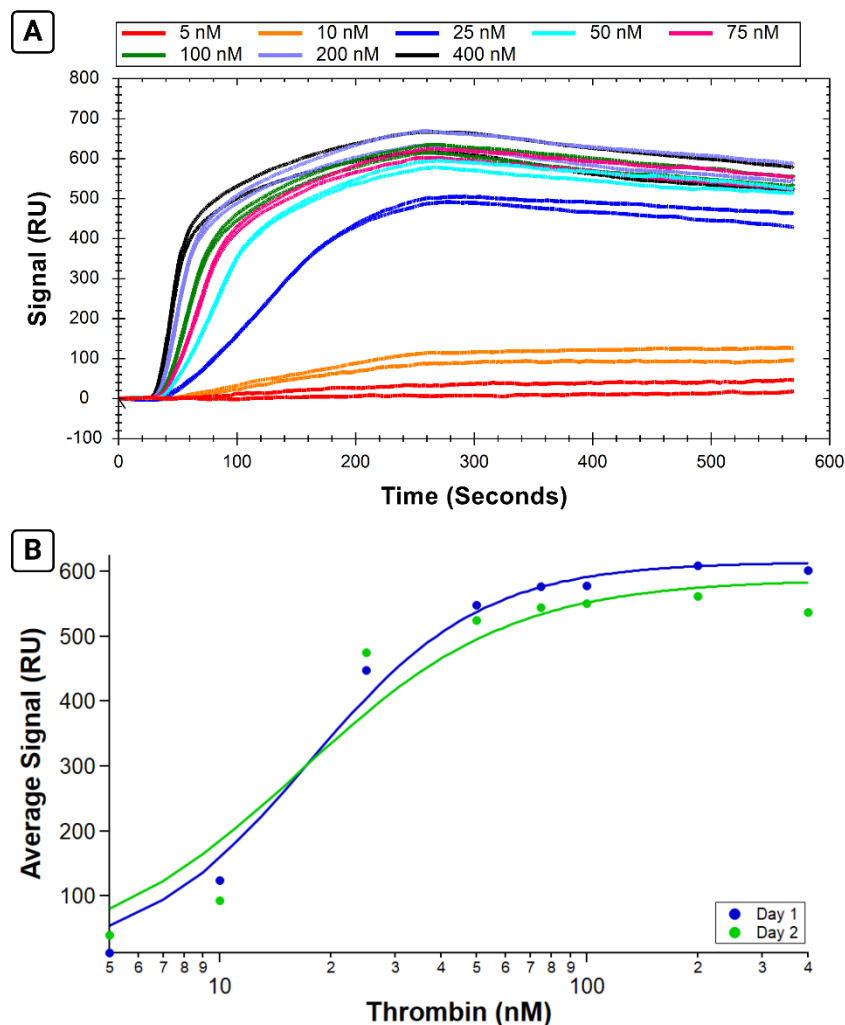 A
5 nM 10 nM 25 nM 50 nM 75 nM
100 nM 200 nM 400 nM
800
700
600
500
400
300
200
100
0
-100
Signal (RU)
0 100 200 300 400 500 600
Time (Seconds)
B
600
500
400
300
200
100
Average Signal (RU)
Day 1
Day 2
5 6 7 8 9 2 3 4 5 6 7 8 9 2 3 4
10 100
Thrombin (nM)